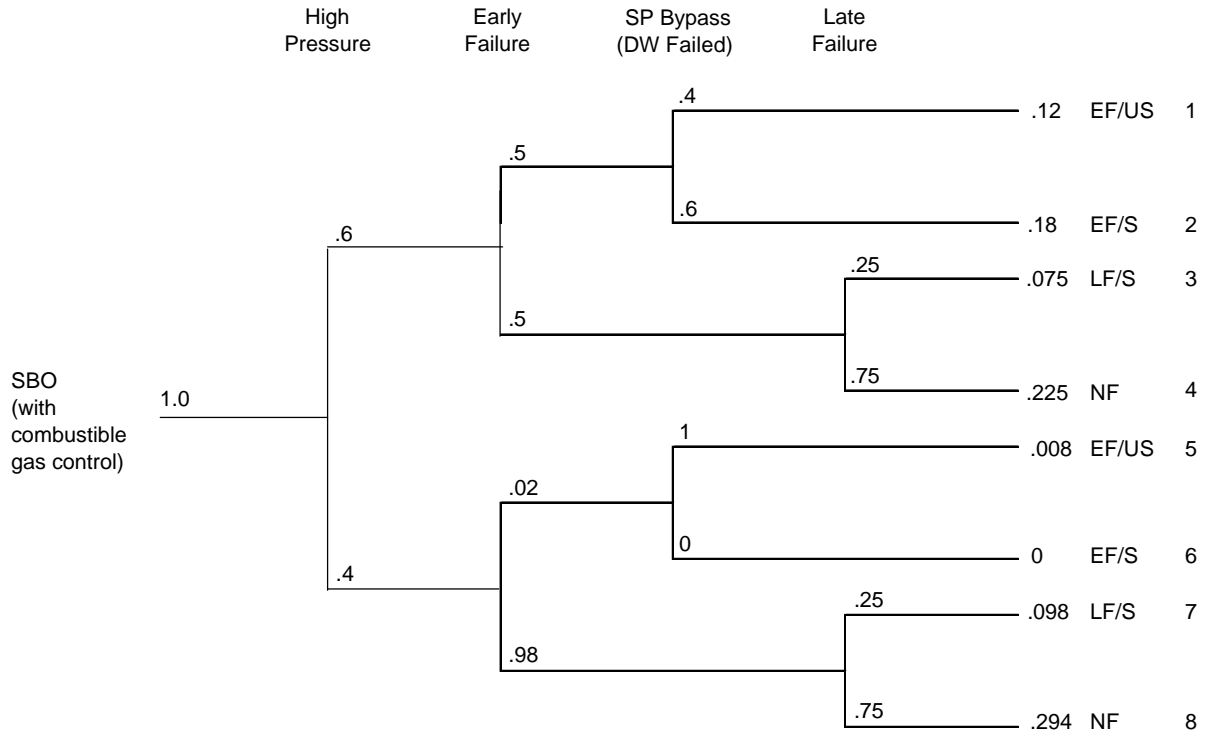 High Pressure
Early Failure
SP Bypass (DW Failed)
Late Failure
.4
.12 EF/US 1
.5
.6
.18 EF/S 2
.6
.25
.075 LF/S 3
.5
.75
.225 NF 4
SBO
(with
combustible
gas control)
1.0
1
.008 EF/US 5
.02
0
0 EF/S 6
.4
.25
.098 LF/S 7
.98
.75
.294 NF 8